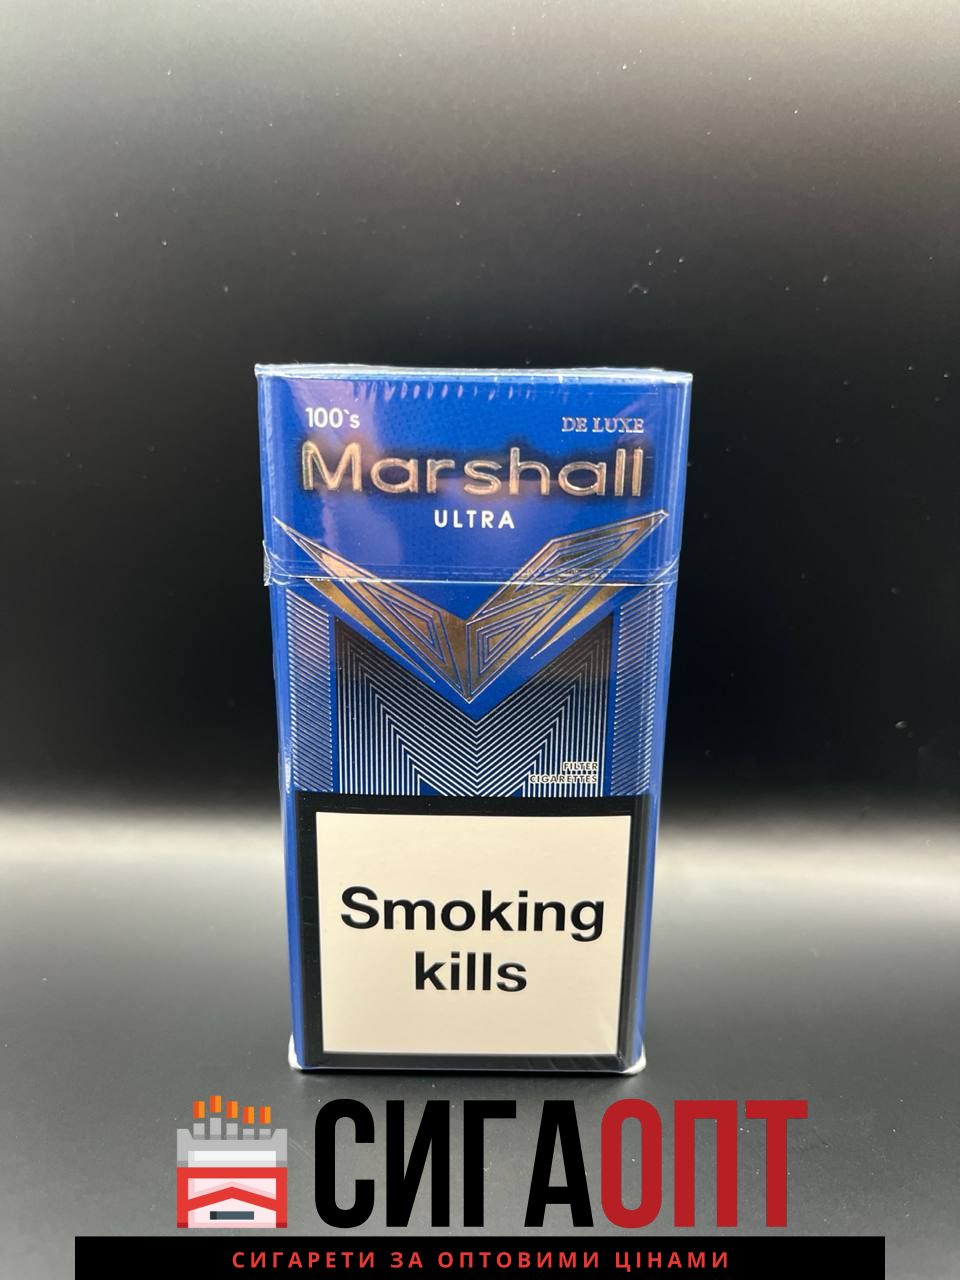 100`s
DE LUXE
Marshall
ULTRA
FILTER
CIGARETTES
Smoking
kills
СИГАОПТ
СИГАРЕТИ ЗА ОПТОВИМИ ЦІНАМИ